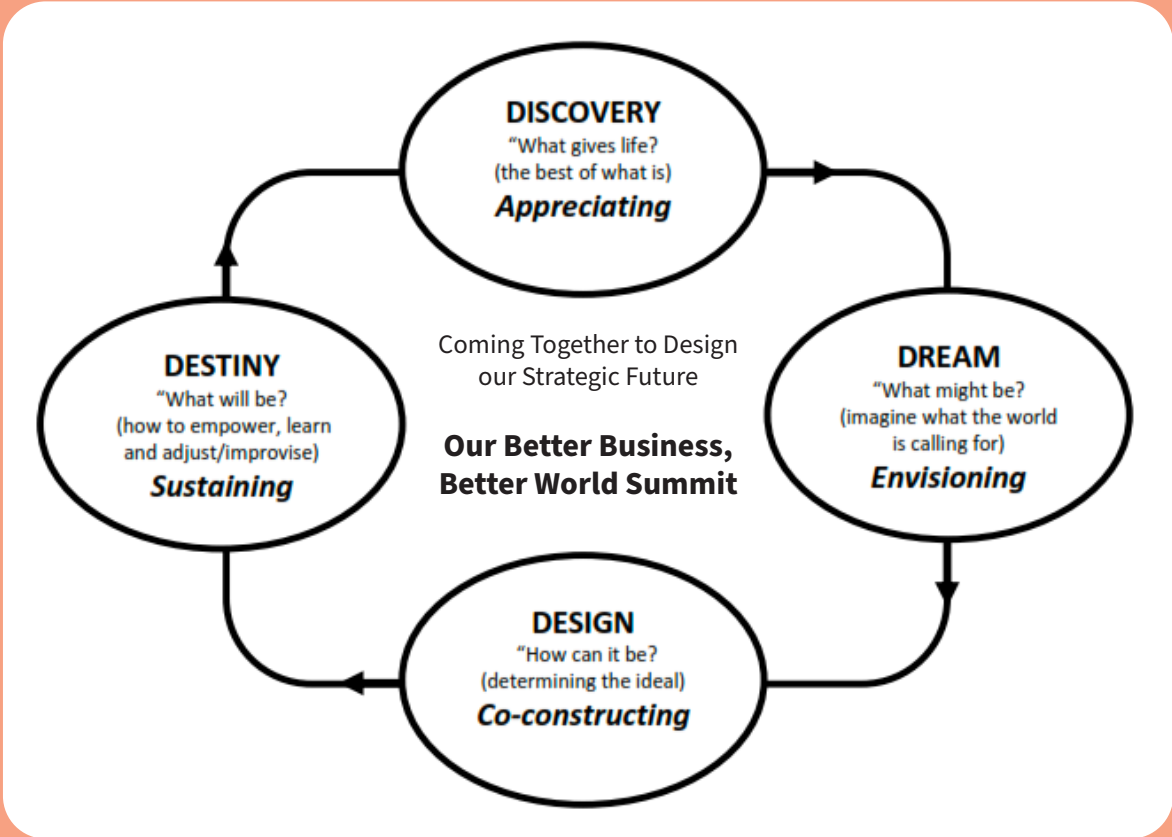 DISCOVERY
“What gives life?
(the best of what is)
Appreciating
DREAM
“What might be?
(imagine what the world
is calling for)
Envisioning
DESIGN
“How can it be?
(determining the ideal)
Co-constructing
DESTINY
“What will be?
(how to empower, learn
and adjust/improvise)
Sustaining
Coming Together to Design
our Strategic Future
Our Better Business,
Better World Summit